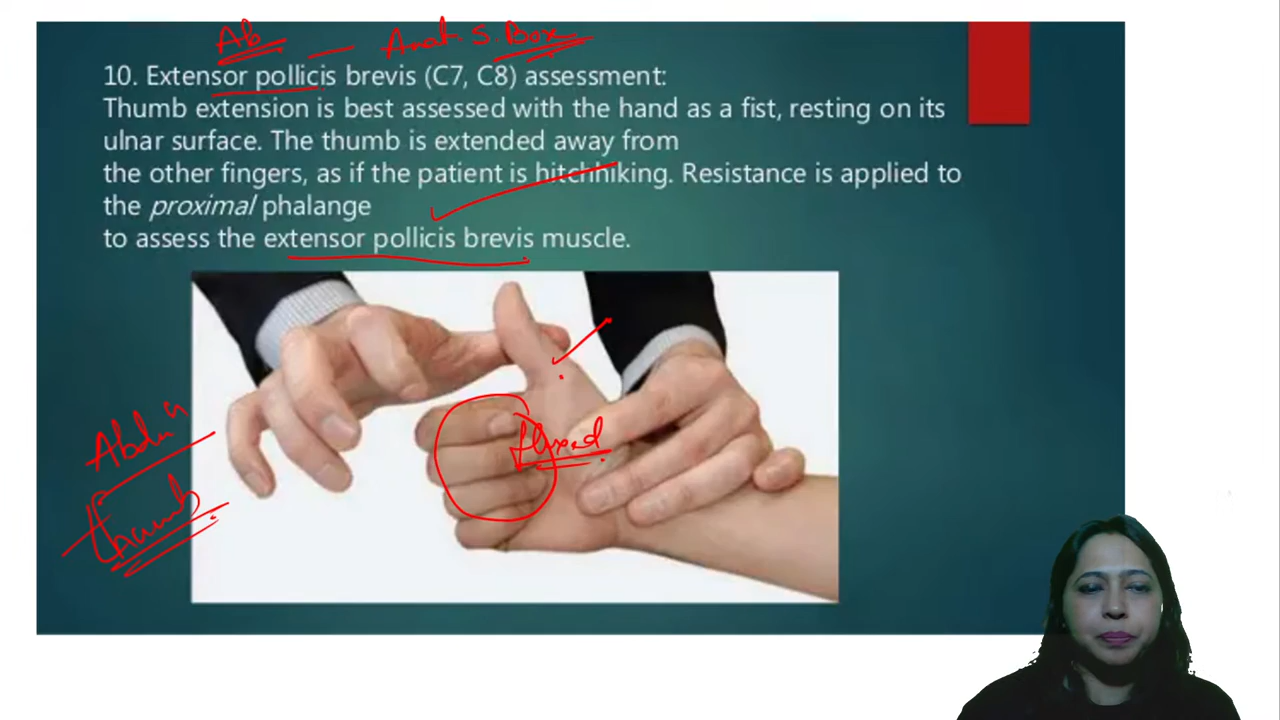 Ab — Anat. S. Box
10. Extensor pollicis brevis (C7, C8) assessment:
Thumb extension is best assessed with the hand as a fist, resting on its
ulnar surface. The thumb is extended away from
the other fingers, as if the patient is hitchhiking. Resistance is applied to
the proximal phalange
to assess the extensor pollicis brevis muscle.
flexed
thumb